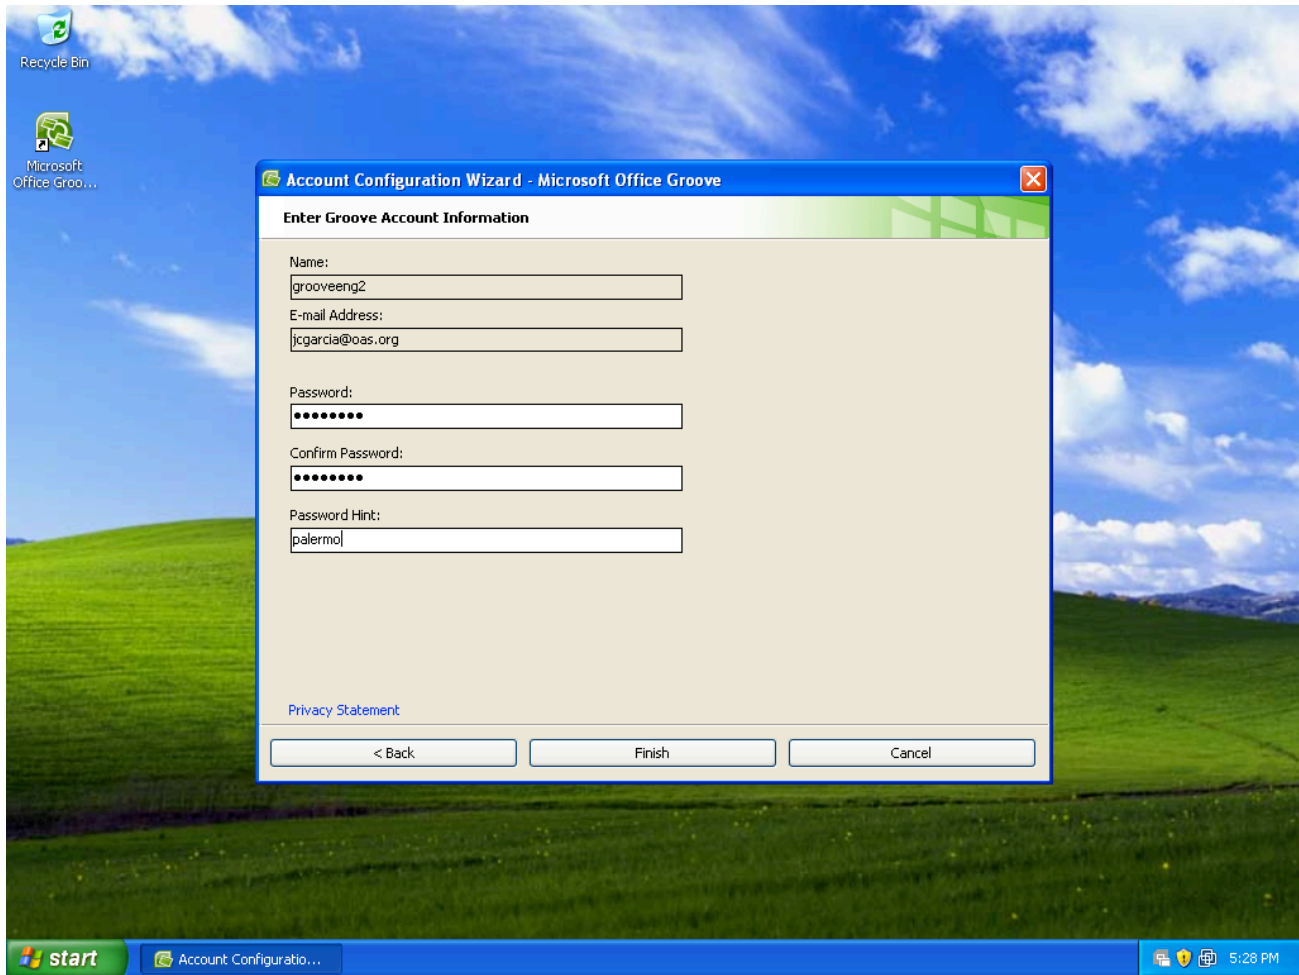 Recycle Bin
Microsoft
Office Groo...
Account Configuration Wizard - Microsoft Office Groove
Enter Groove Account Information
Name:
grooveeng2
E-mail Address:
jcgarcia@oas.org
Password:
••••••••
Confirm Password:
••••••••
Password Hint:
palermo
Privacy Statement
< Back
Finish
Cancel
start
Account Configuratio...
5:28 PM